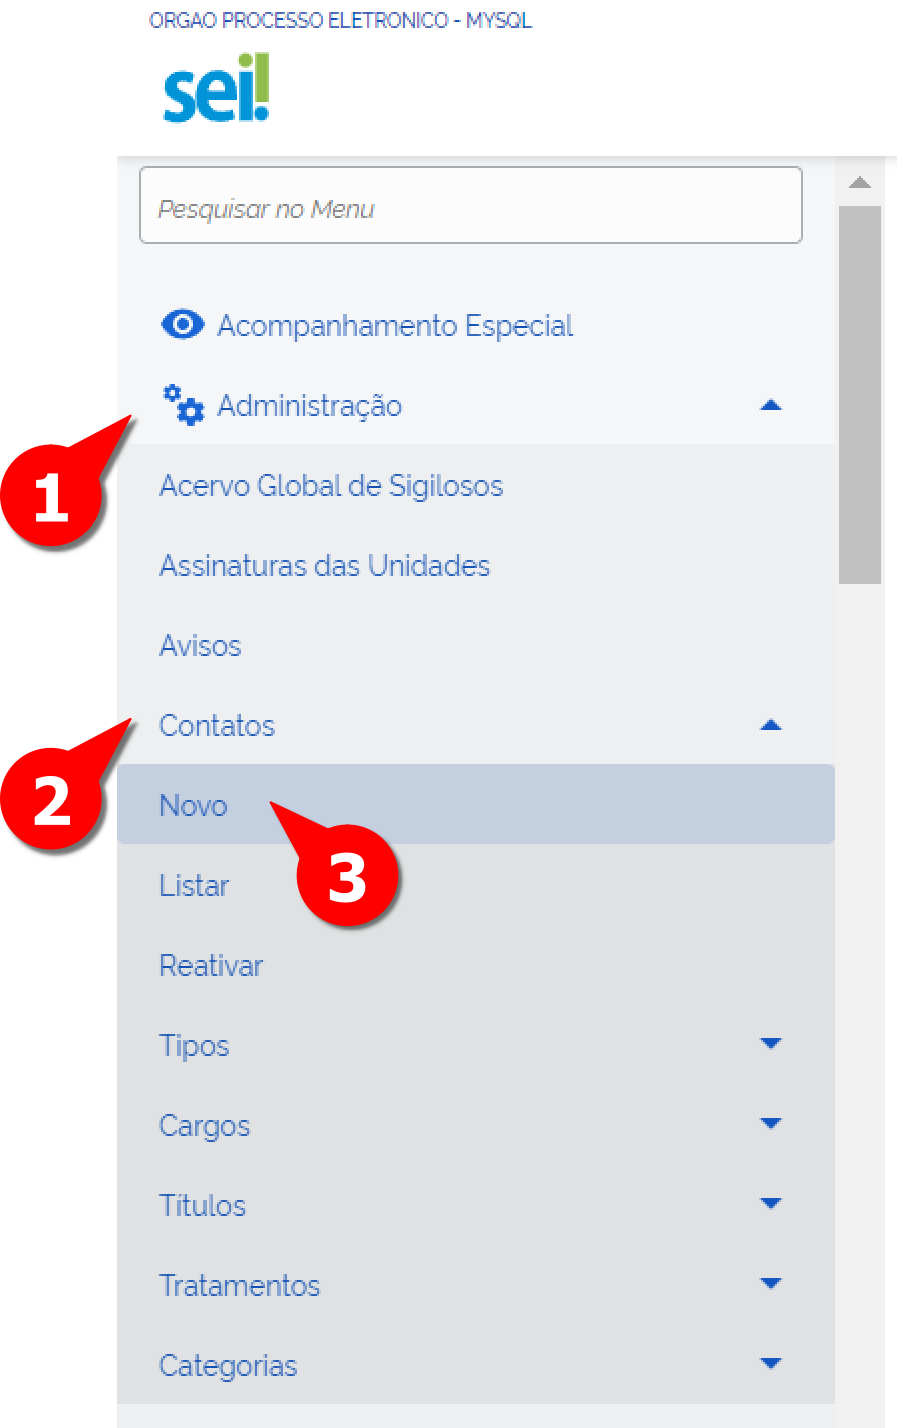 ORGAO PROCESSO ELETRONICO - MYSQL
sei!
Pesquisar no Menu
Acompanhamento Especial
Administração
1
Acervo Global de Sigilosos
Assinaturas das Unidades
Avisos
Contatos
2
Novo
3
Listar
Reativar
Tipos
Cargos
Títulos
Tratamentos
Categorias